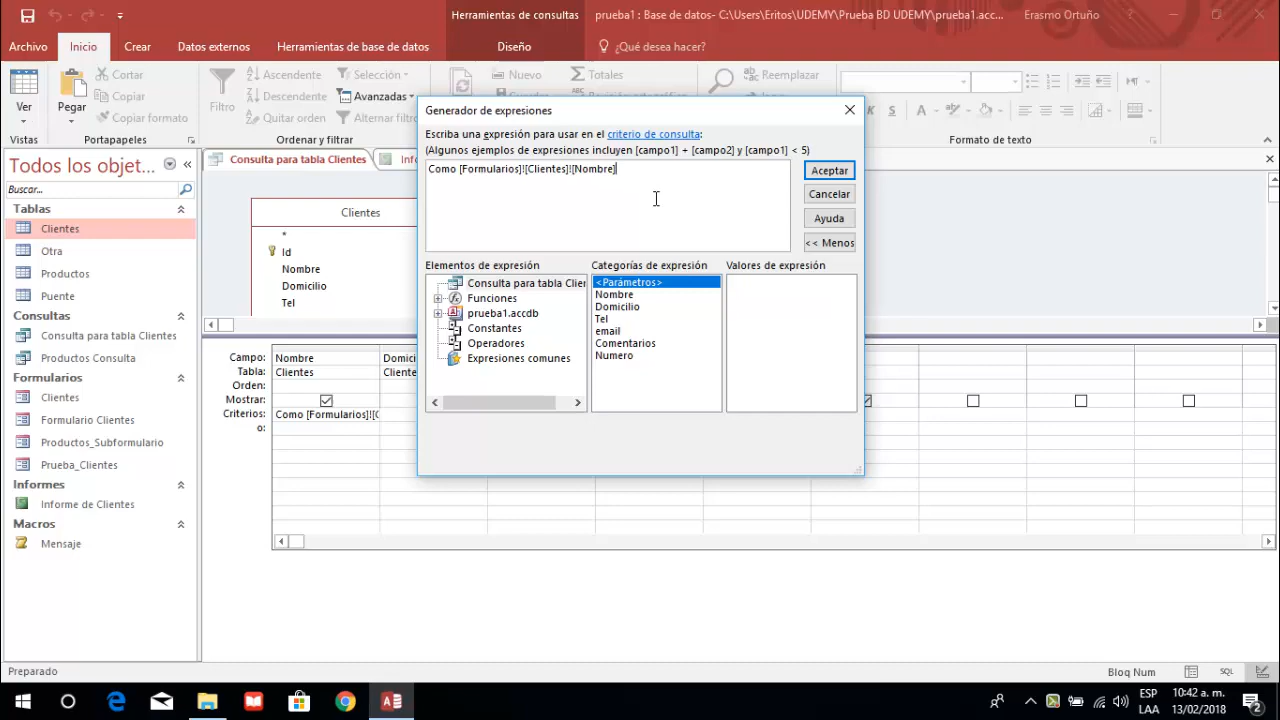 Herramientas de consultas
prueba1 : Base de datos- C:\Users\Eritos\UDEMY\Prueba BD UDEMY\prueba1.acc...
Erasmo Ortuño
Archivo
Inicio
Crear
Datos externos
Herramientas de base de datos
Diseño
¿Qué desea hacer?
Ver
Pegar
Cortar
Copiar
Copiar formato
Filtro
Ascendente
Descendente
Quitar orden
Selección
Avanzadas
Alternar filtro
Nuevo
Totales
Reemplazar
Vistas
Portapapeles
Ordenar y filtrar
Formato de texto
Todos los objet...
Buscar...
Tablas
Clientes
Otra
Productos
Puente
Consultas
Consulta para tabla Clientes
Productos Consulta
Formularios
Clientes
Formulario Clientes
Productos_Subformulario
Prueba_Clientes
Informes
Informe de Clientes
Macros
Mensaje
Consulta para tabla Clientes
Clientes
*
Id
Nombre
Domicilio
Tel
Campo:
Tabla:
Orden:
Mostrar:
Criterios:
o:
Nombre
Clientes
Como [Formularios]![C
Generador de expresiones
Escriba una expresión para usar en el criterio de consulta:
(Algunos ejemplos de expresiones incluyen [campo1] + [campo2] y [campo1] < 5)
Como [Formularios]![Clientes]![Nombre]
Aceptar
Cancelar
Ayuda
<< Menos
Elementos de expresión
Categorías de expresión
Valores de expresión
Consulta para tabla Clier
Funciones
prueba1.accdb
Constantes
Operadores
Expresiones comunes
<Parámetros>
Nombre
Domicilio
Tel
email
Comentarios
Numero
Preparado
Bloq Num
SQL
ESP
LAA
10:42 a. m.
13/02/2018
2